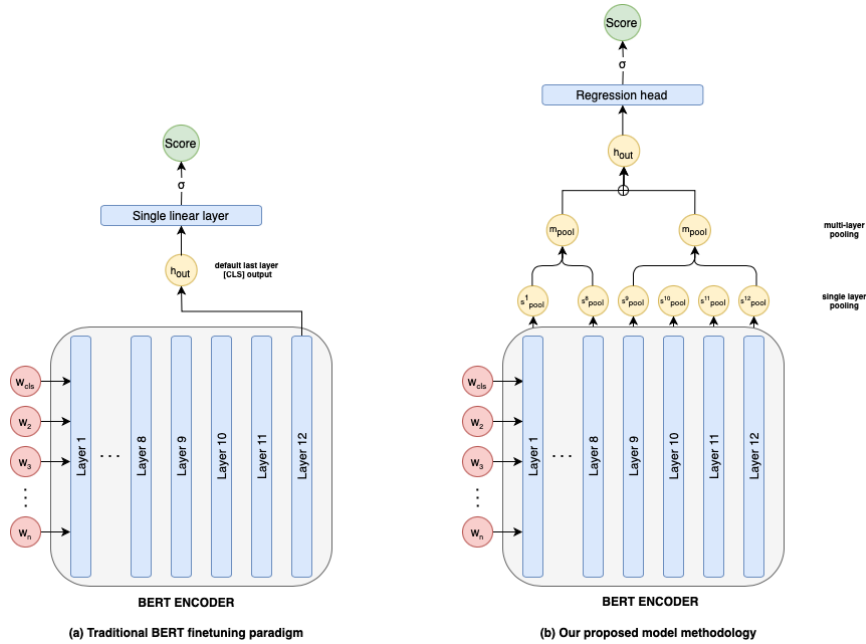 Score
σ
Single linear layer
h_out
default last layer
[CLS] output
w_cls
w_2
w_3
w_n
Layer 1
Layer 8
Layer 9
Layer 10
Layer 11
Layer 12
BERT ENCODER
(a) Traditional BERT finetuning paradigm
Score
σ
Regression head
h_out
m_pool
m_pool
multi-layer
pooling
s^1_pool
s^8_pool
s^9_pool
s^10_pool
s^11_pool
s^12_pool
single layer
pooling
w_cls
w_2
w_3
w_n
Layer 1
Layer 8
Layer 9
Layer 10
Layer 11
Layer 12
BERT ENCODER
(b) Our proposed model methodology